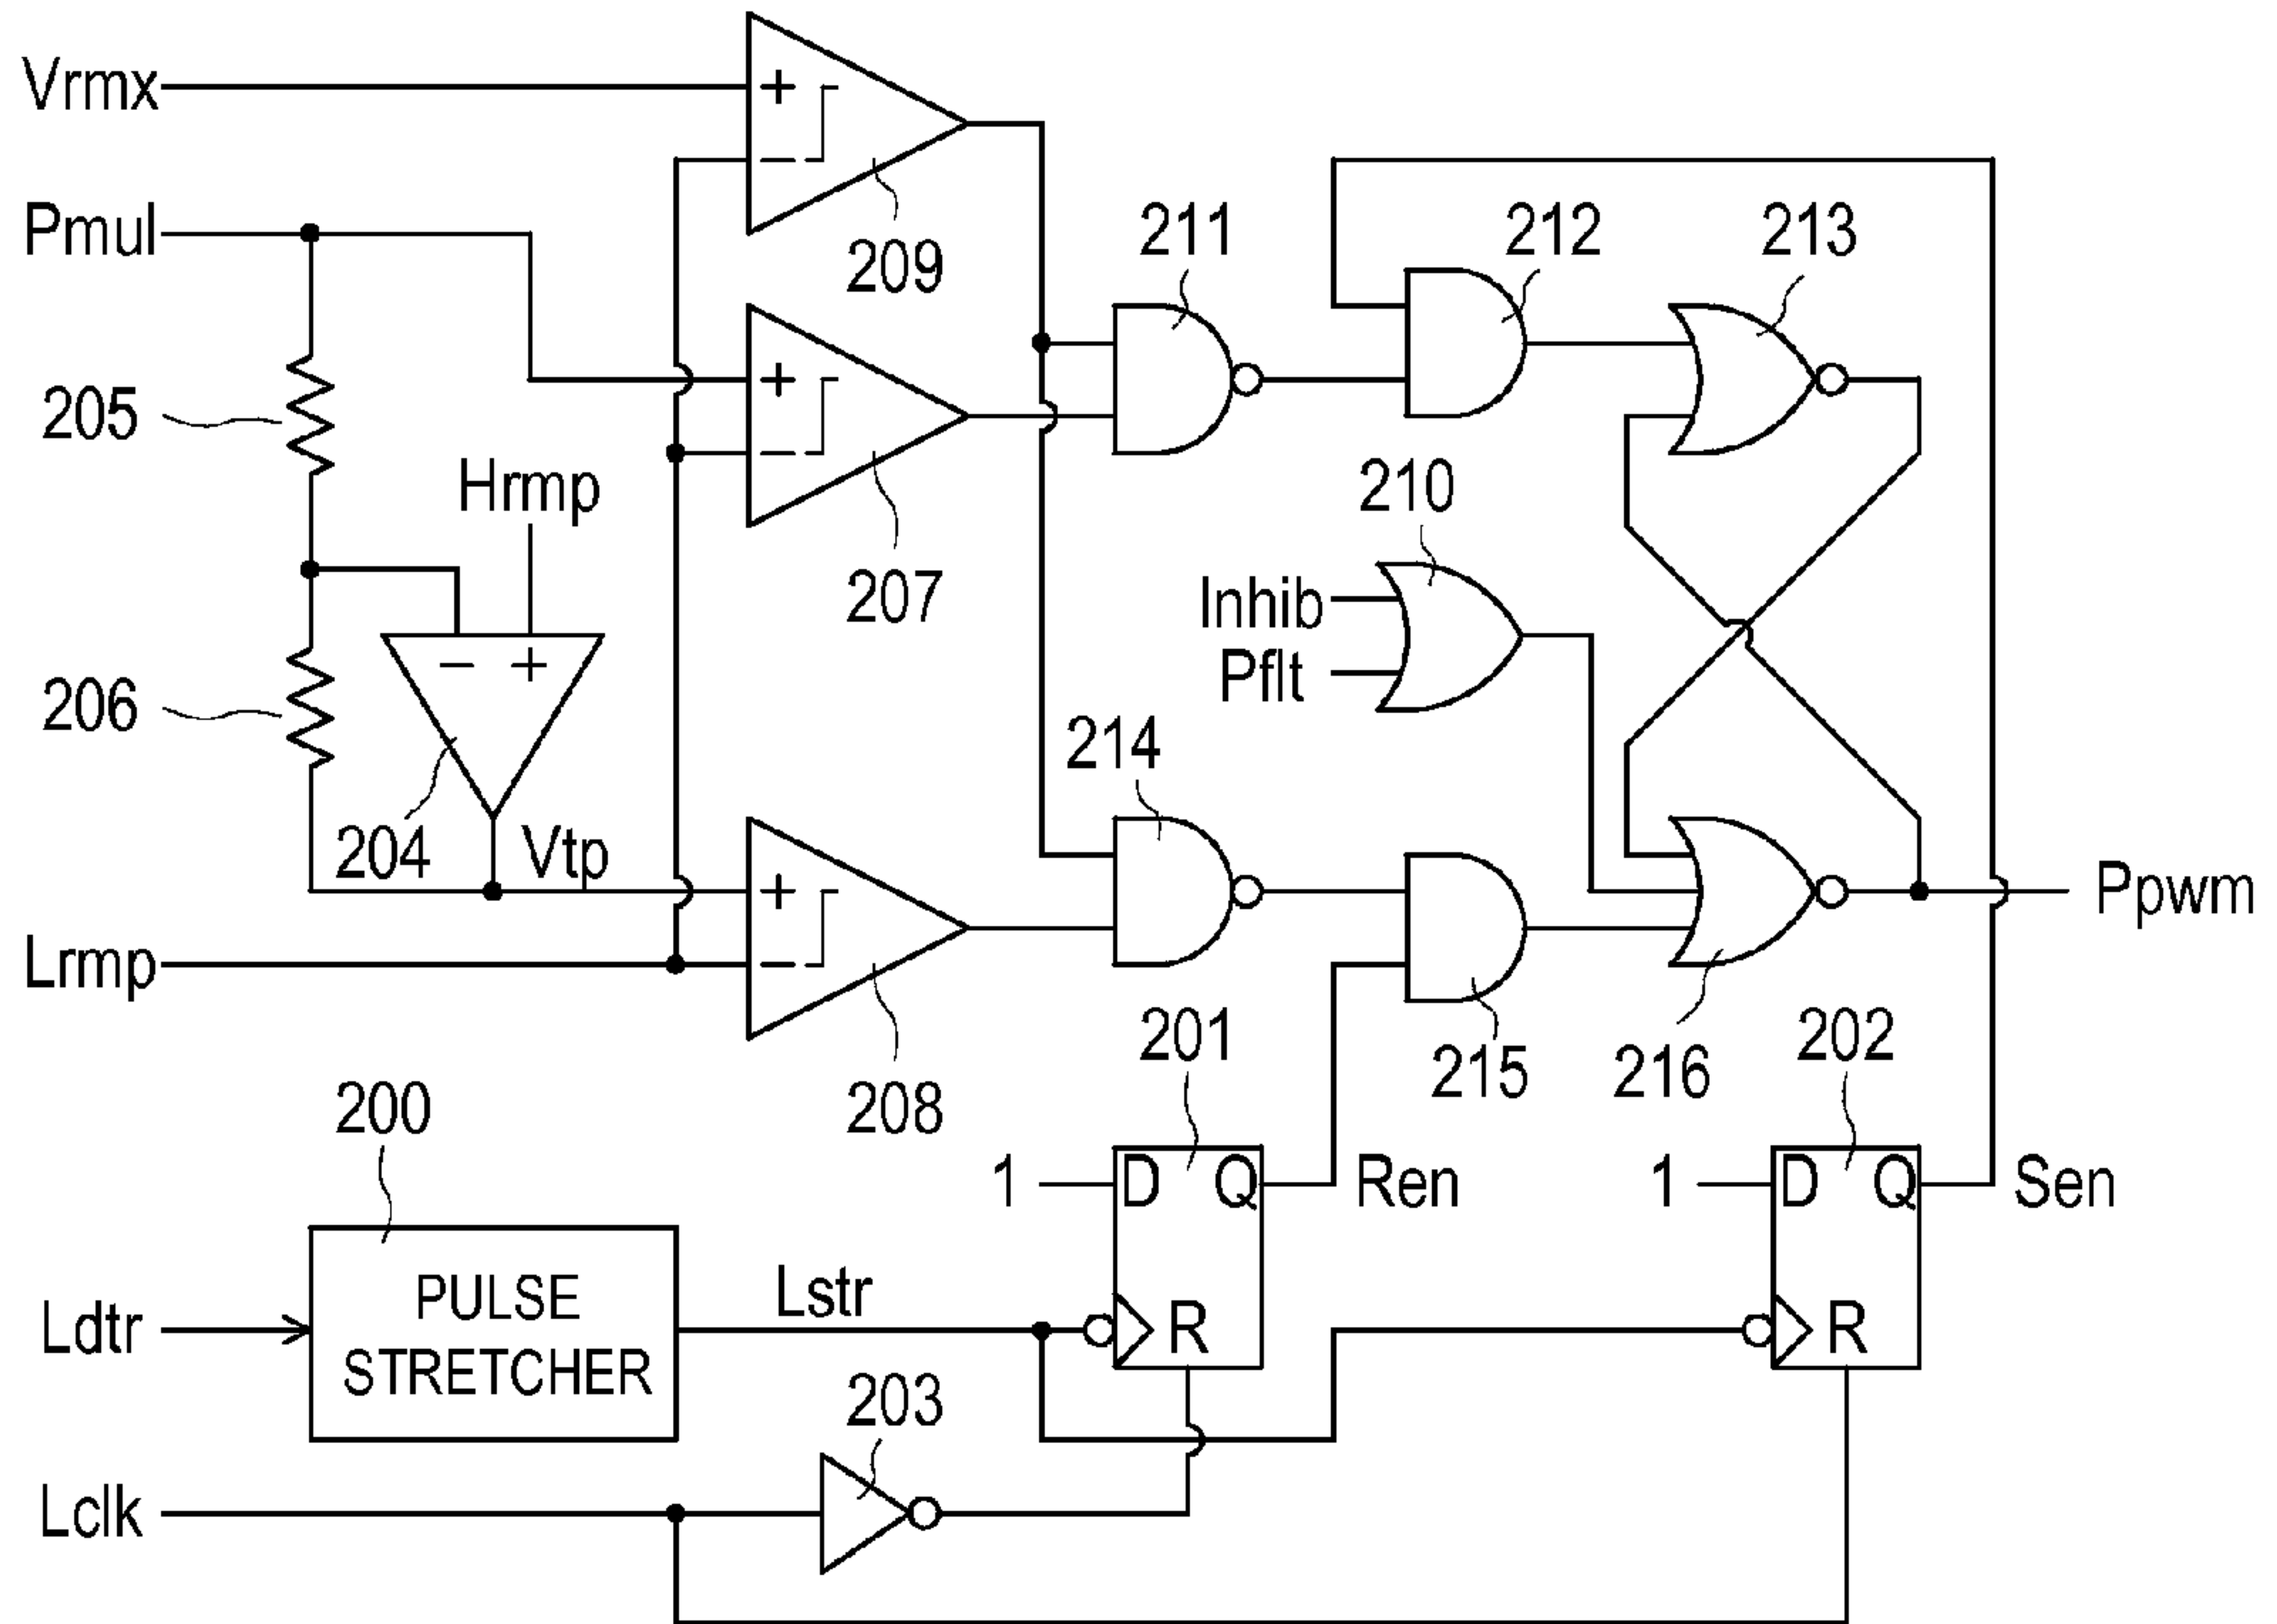 Vrmx
+
−
209
Pmul
211
212
213
205
+
−
207
Hrmp
210
Inhib
Pflt
− +
206
204
Vtp
214
+
−
208
Lrmp
Ppwm
215
216
201
202
200
1 D Q Ren
R
1 D Q Sen
R
Ldtr
PULSE
STRETCHER
Lstr
203
Lclk